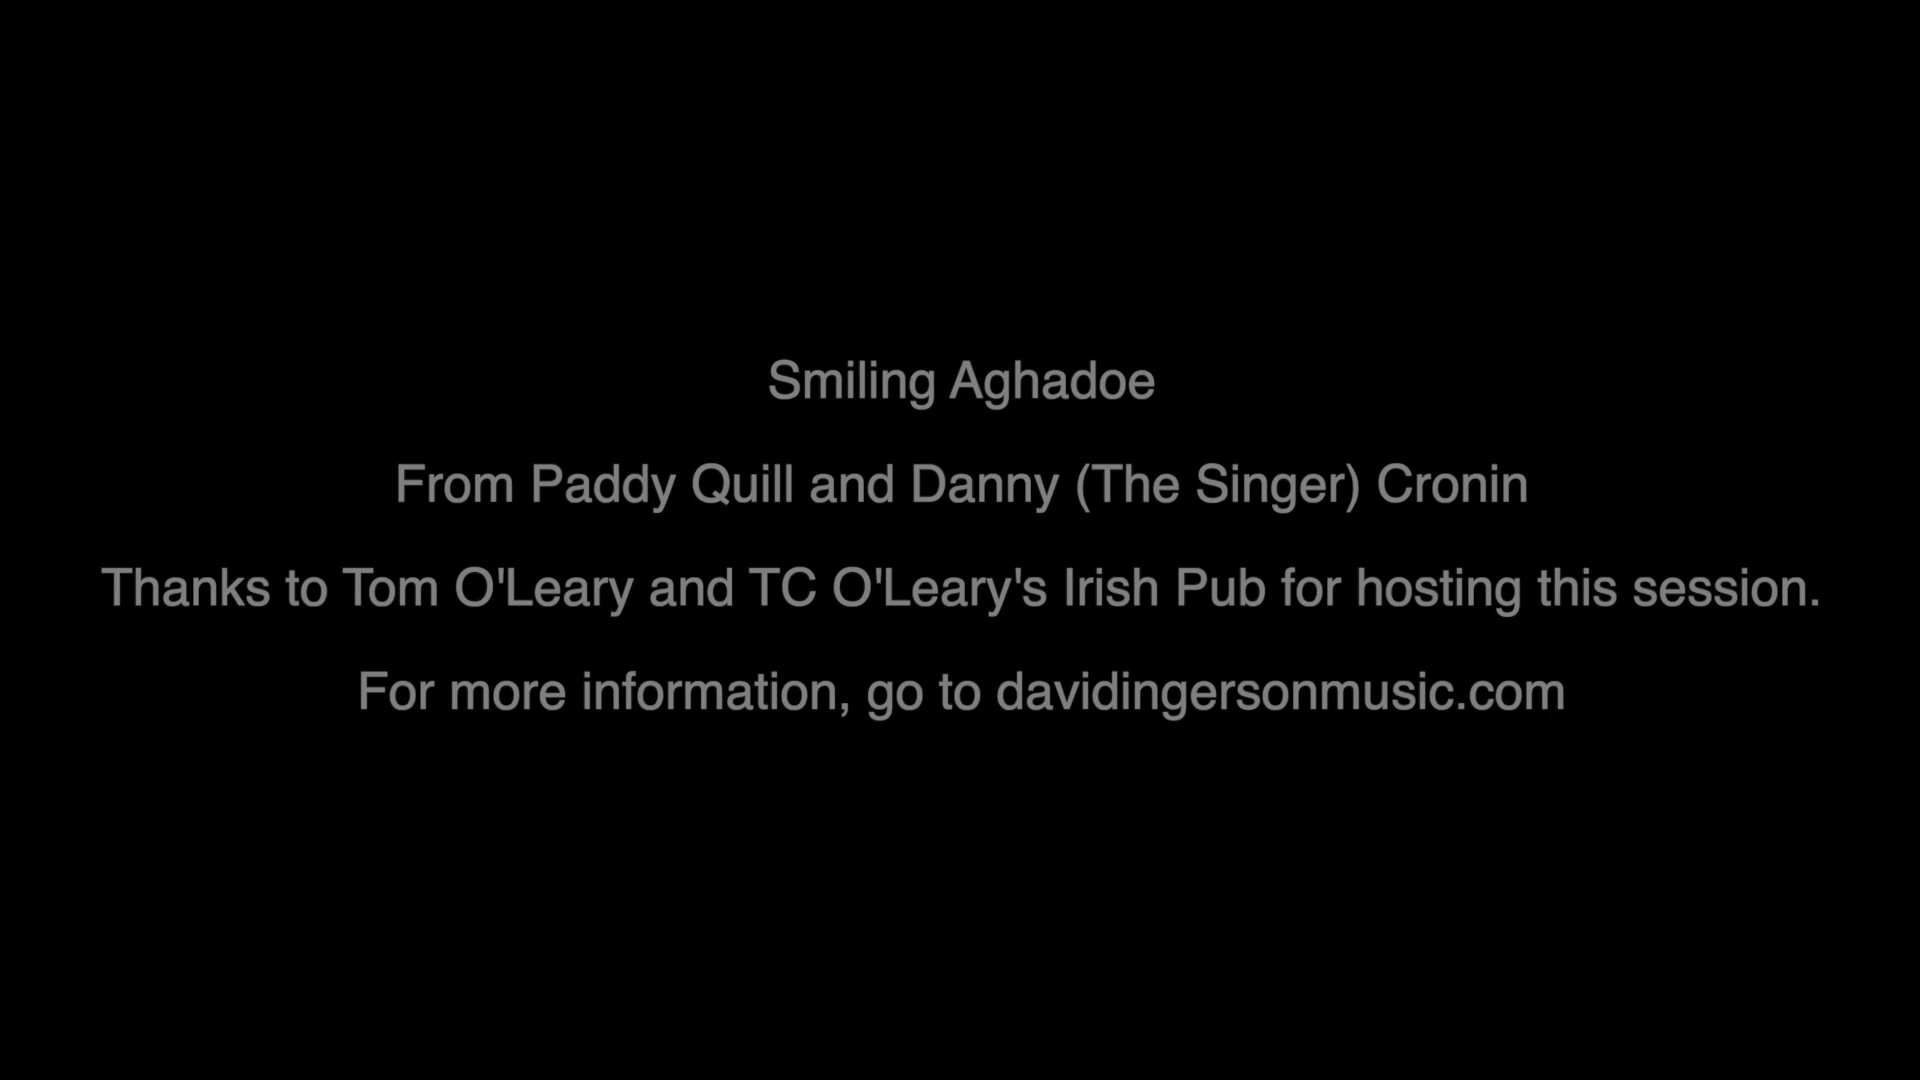 Smiling Aghadoe
From Paddy Quill and Danny (The Singer) Cronin
Thanks to Tom O'Leary and TC O'Leary's Irish Pub for hosting this session.
For more information, go to davidingersonmusic.com